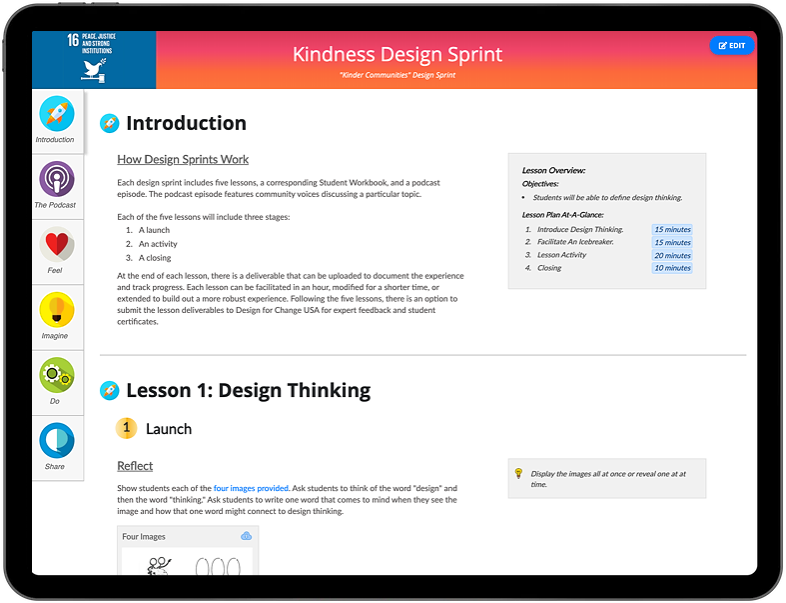 16 PEACE, JUSTICE
AND STRONG
INSTITUTIONS
Kindness Design Sprint
"Kinder Communities" Design Sprint
EDIT
Introduction
The Podcast
Feel
Imagine
Do
Share
Introduction
How Design Sprints Work
Each design sprint includes five lessons, a corresponding Student Workbook, and a podcast
episode. The podcast episode features community voices discussing a particular topic.
Each of the five lessons will include three stages:
1. A launch
2. An activity
3. A closing
At the end of each lesson, there is a deliverable that can be uploaded to document the experience
and track progress. Each lesson can be facilitated in an hour, modified for a shorter time, or
extended to build out a more robust experience. Following the five lessons, there is an option to
submit the lesson deliverables to Design for Change USA for expert feedback and student
certificates.
Lesson Overview:
Objectives:
• Students will be able to define design thinking.
Lesson Plan At-A-Glance:
1. Introduce Design Thinking. 15 minutes
2. Facilitate An Icebreaker. 15 minutes
3. Lesson Activity 20 minutes
4. Closing 10 minutes
Lesson 1: Design Thinking
1 Launch
Reflect
Show students each of the four images provided. Ask students to think of the word "design" and
then the word "thinking." Ask students to write one word that comes to mind when they see the
image and how that one word might connect to design thinking.
Display the images all at once or reveal one at at
time.
Four Images